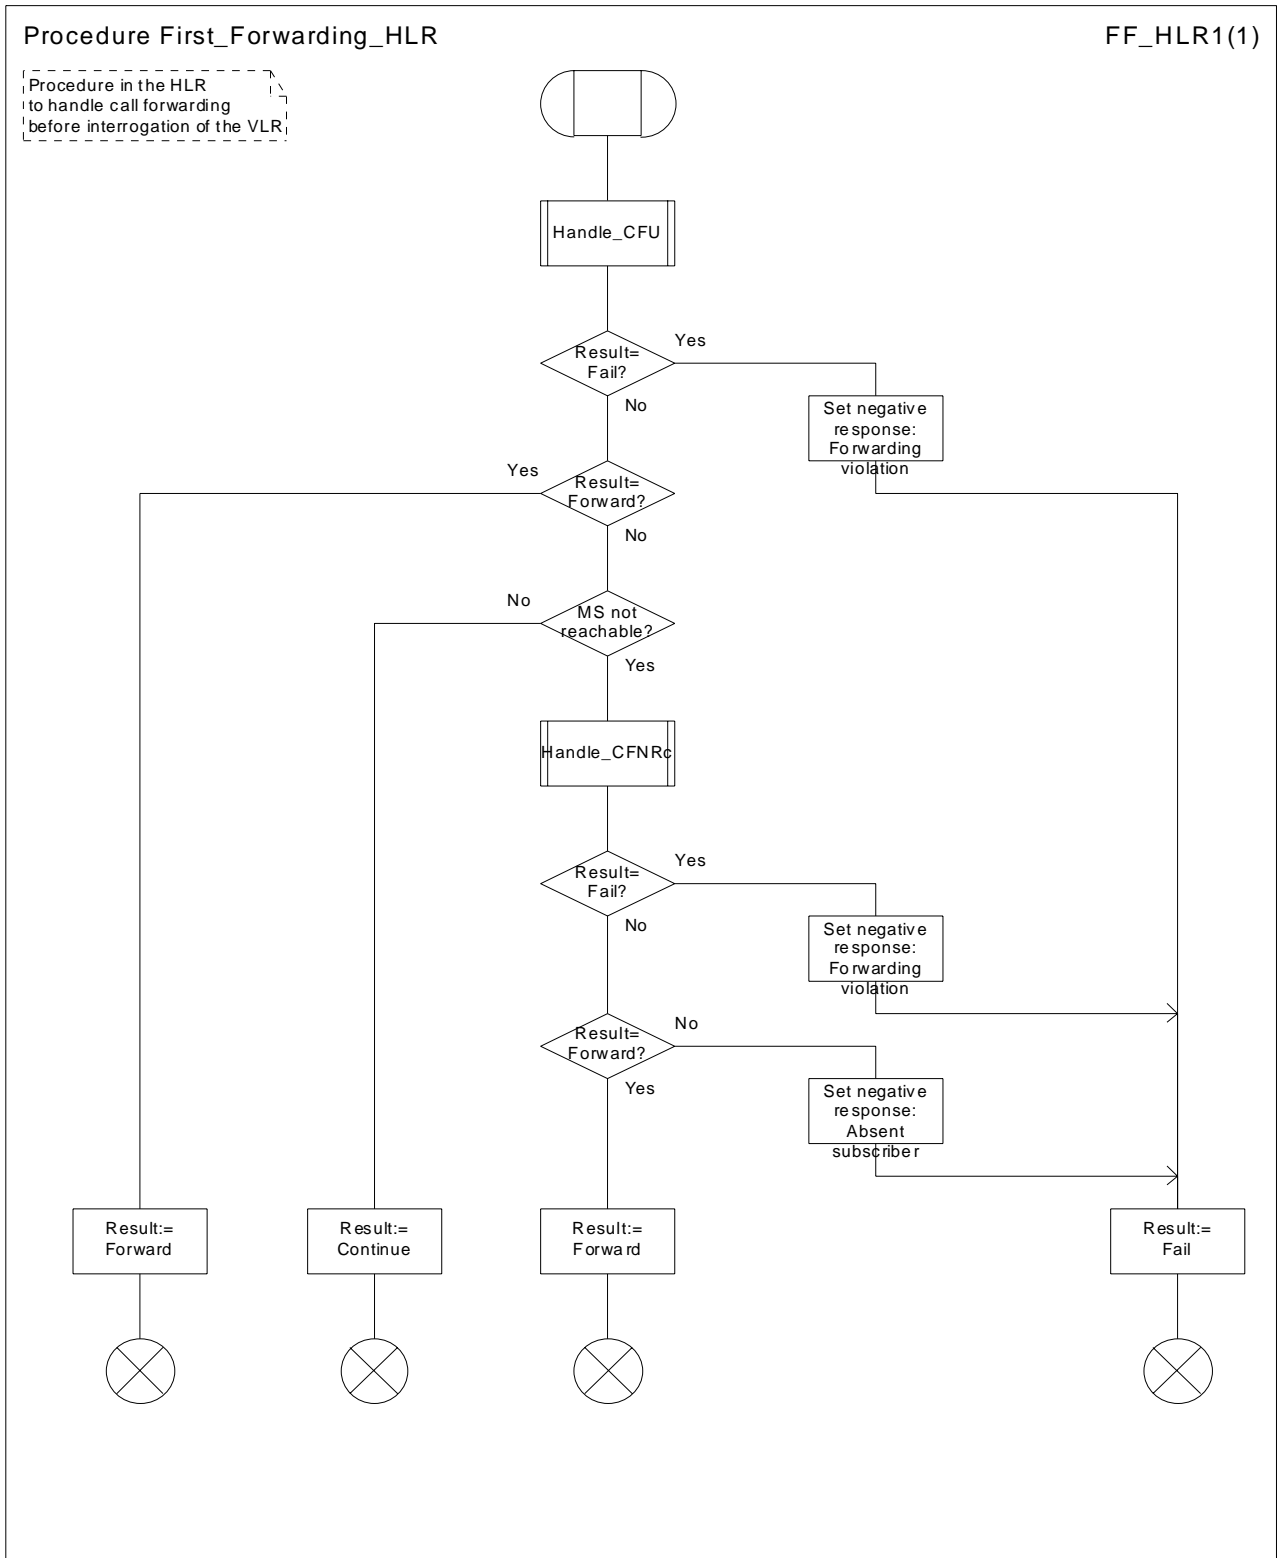 Procedure First_Forwarding_HLR
FF_HLR1(1)
Procedure in the HLR
to handle call forwarding
before interrogation of the VLR
Handle_CFU
Result=
Fail?
Yes
No
Set negative
response:
Forwarding
violation
Yes
Result=
Forward?
No
No
MS not
reachable?
Yes
Handle_CFNRc
Result=
Fail?
Yes
No
Set negative
response:
Forwarding
violation
Result=
Forward?
No
Yes
Set negative
response:
Absent
subscriber
Result:=
Forward
Result:=
Continue
Result:=
Forward
Result:=
Fail